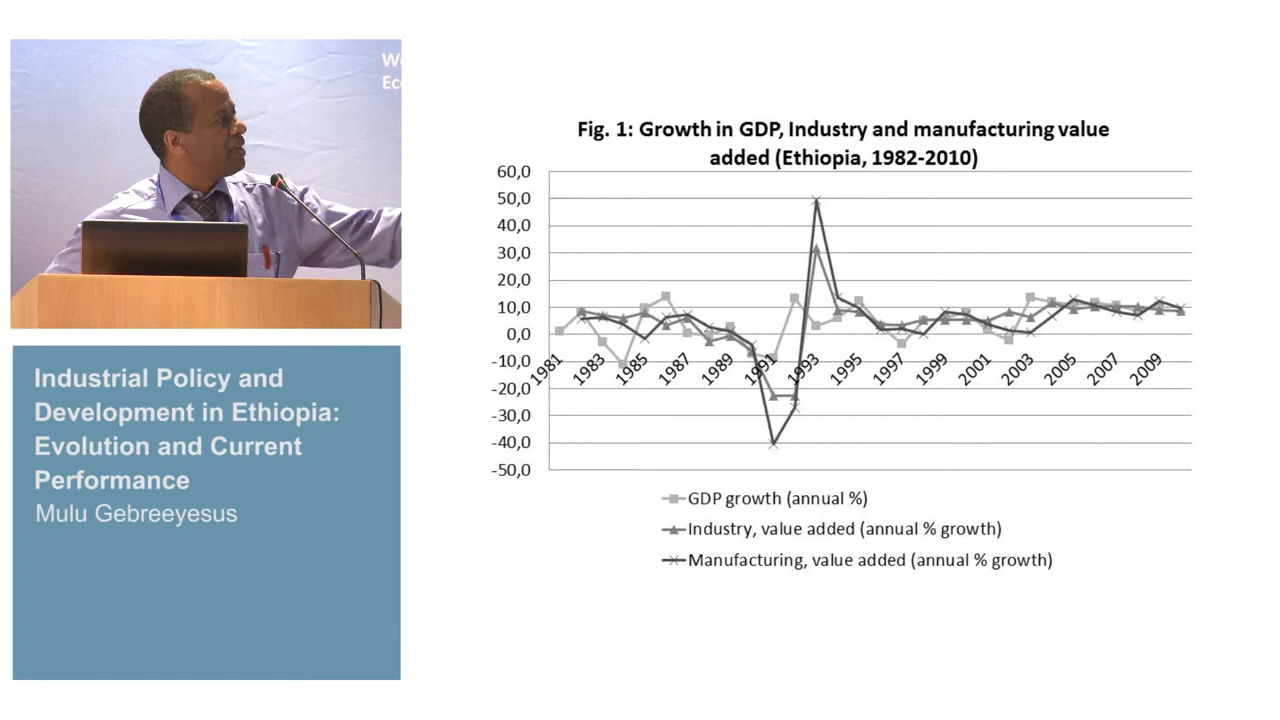 Industrial Policy and
Development in Ethiopia:
Evolution and Current
Performance
Mulu Gebreeyesus
Fig. 1: Growth in GDP, Industry and manufacturing value
added (Ethiopia, 1982-2010)
60,0
50,0
40,0
30,0
20,0
10,0
0,0
-10,0
-20,0
-30,0
-40,0
-50,0
1981
1983
1985
1987
1989
1991
1993
1995
1997
1999
2001
2003
2005
2007
2009
GDP growth (annual %)
Industry, value added (annual % growth)
Manufacturing, value added (annual % growth)